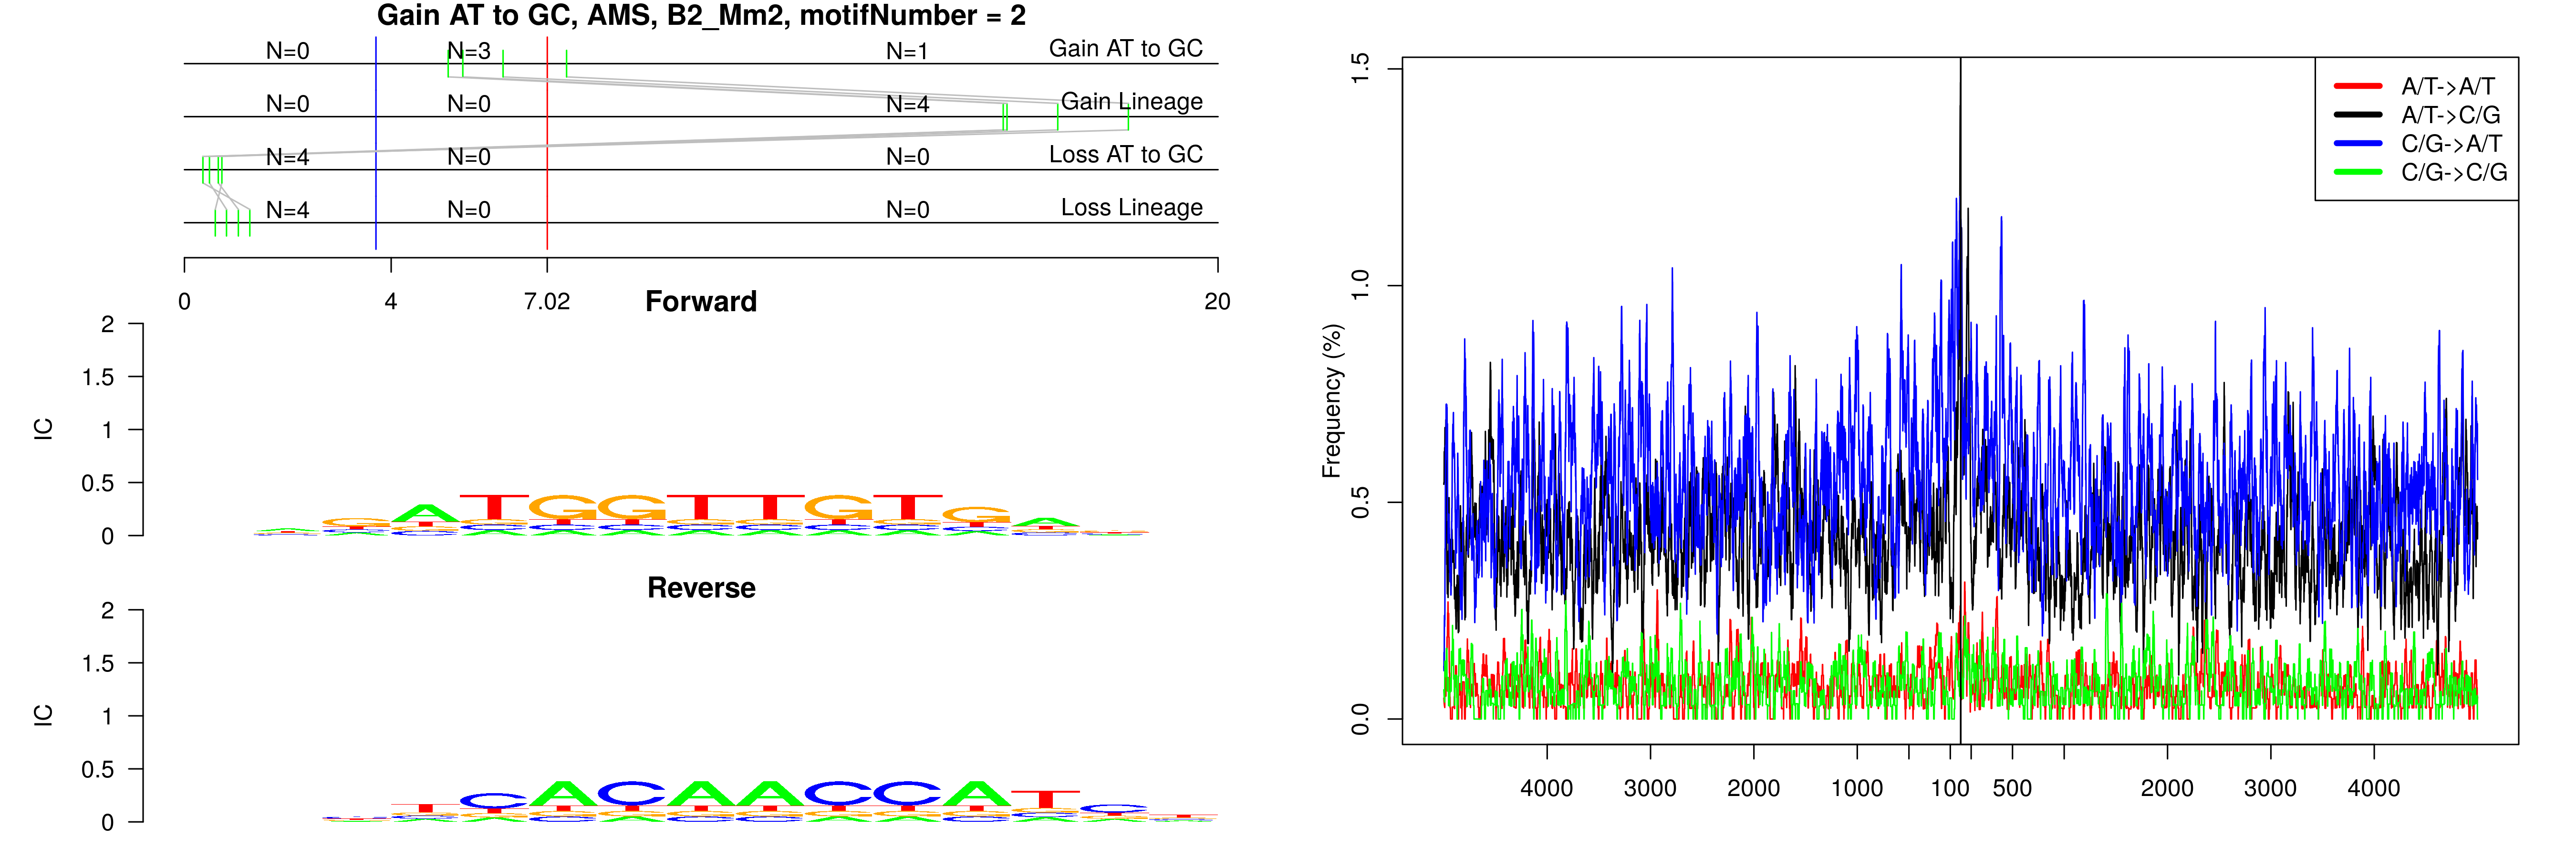 Gain AT to GC, AMS, B2_Mm2, motifNumber = 2
N=0 N=3 N=1 Gain AT to GC
N=0 N=0 N=4 Gain Lineage
N=4 N=0 N=0 Loss AT to GC
N=4 N=0 N=0 Loss Lineage
0 4 7.02 20
Forward
2
1.5
1
0.5
0
IC
GATGGTTGTGA
Reverse
2
1.5
1
0.5
0
IC
TCACAACCATC
1.5
1.0
0.5
0.0
Frequency (%)
A/T->A/T
A/T->C/G
C/G->A/T
C/G->C/G
4000 3000 2000 1000 100 500 2000 3000 4000